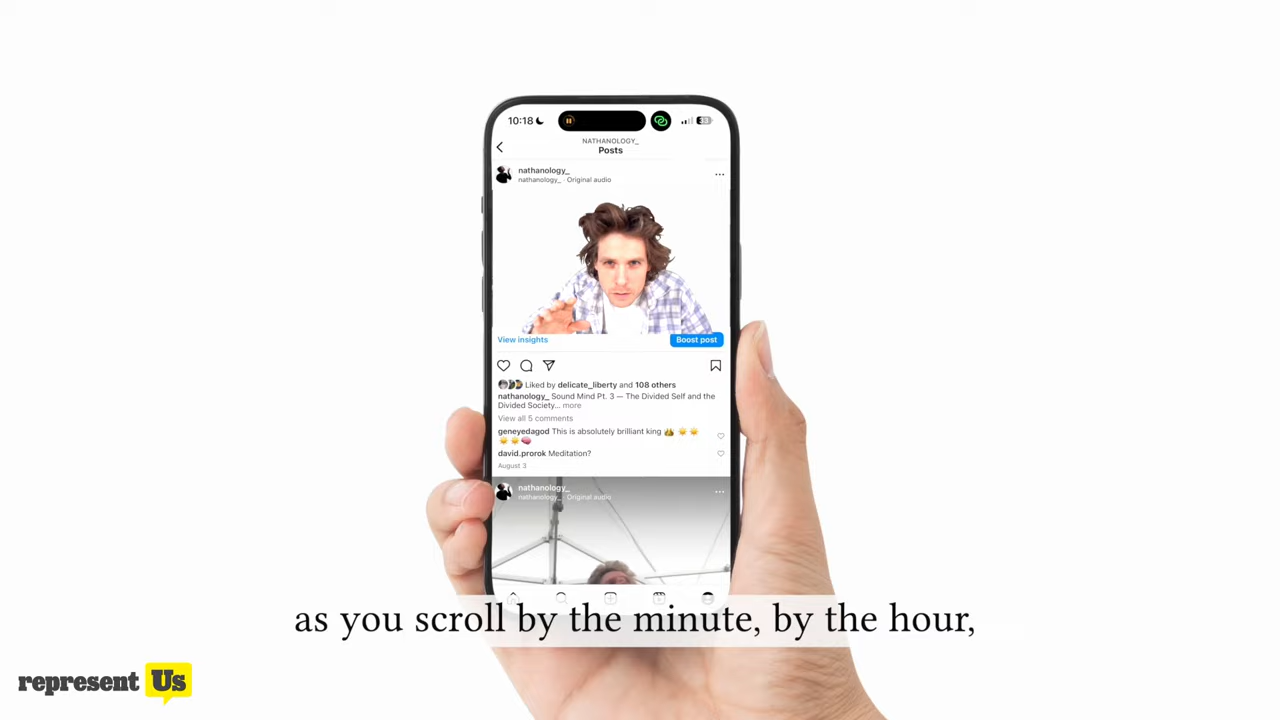 10:18
33
NATHANOLOGY_
Posts
nathanology_
nathanology_ · Original audio
View insights
Boost post
Liked by delicate_liberty and 108 others
nathanology_ Sound Mind Pt. 3 — The Divided Self and the
Divided Society... more
View all 5 comments
geneyedagod This is absolutely brilliant king
david.prorok Meditation?
August 3
nathanology_
nathanology_ · Original audio
as you scroll by the minute, by the hour,
represent Us